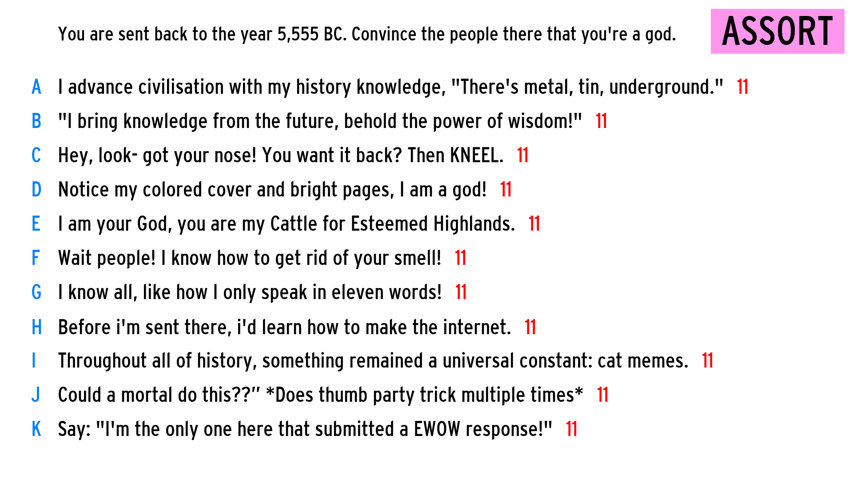 You are sent back to the year 5,555 BC. Convince the people there that you're a god.
ASSORT
A I advance civilisation with my history knowledge, "There's metal, tin, underground." 11
B "I bring knowledge from the future, behold the power of wisdom!" 11
C Hey, look- got your nose! You want it back? Then KNEEL. 11
D Notice my colored cover and bright pages, I am a god! 11
E I am your God, you are my Cattle for Esteemed Highlands. 11
F Wait people! I know how to get rid of your smell! 11
G I know all, like how I only speak in eleven words! 11
H Before i'm sent there, i'd learn how to make the internet. 11
I Throughout all of history, something remained a universal constant: cat memes. 11
J Could a mortal do this??” *Does thumb party trick multiple times* 11
K Say: "I'm the only one here that submitted a EWOW response!" 11